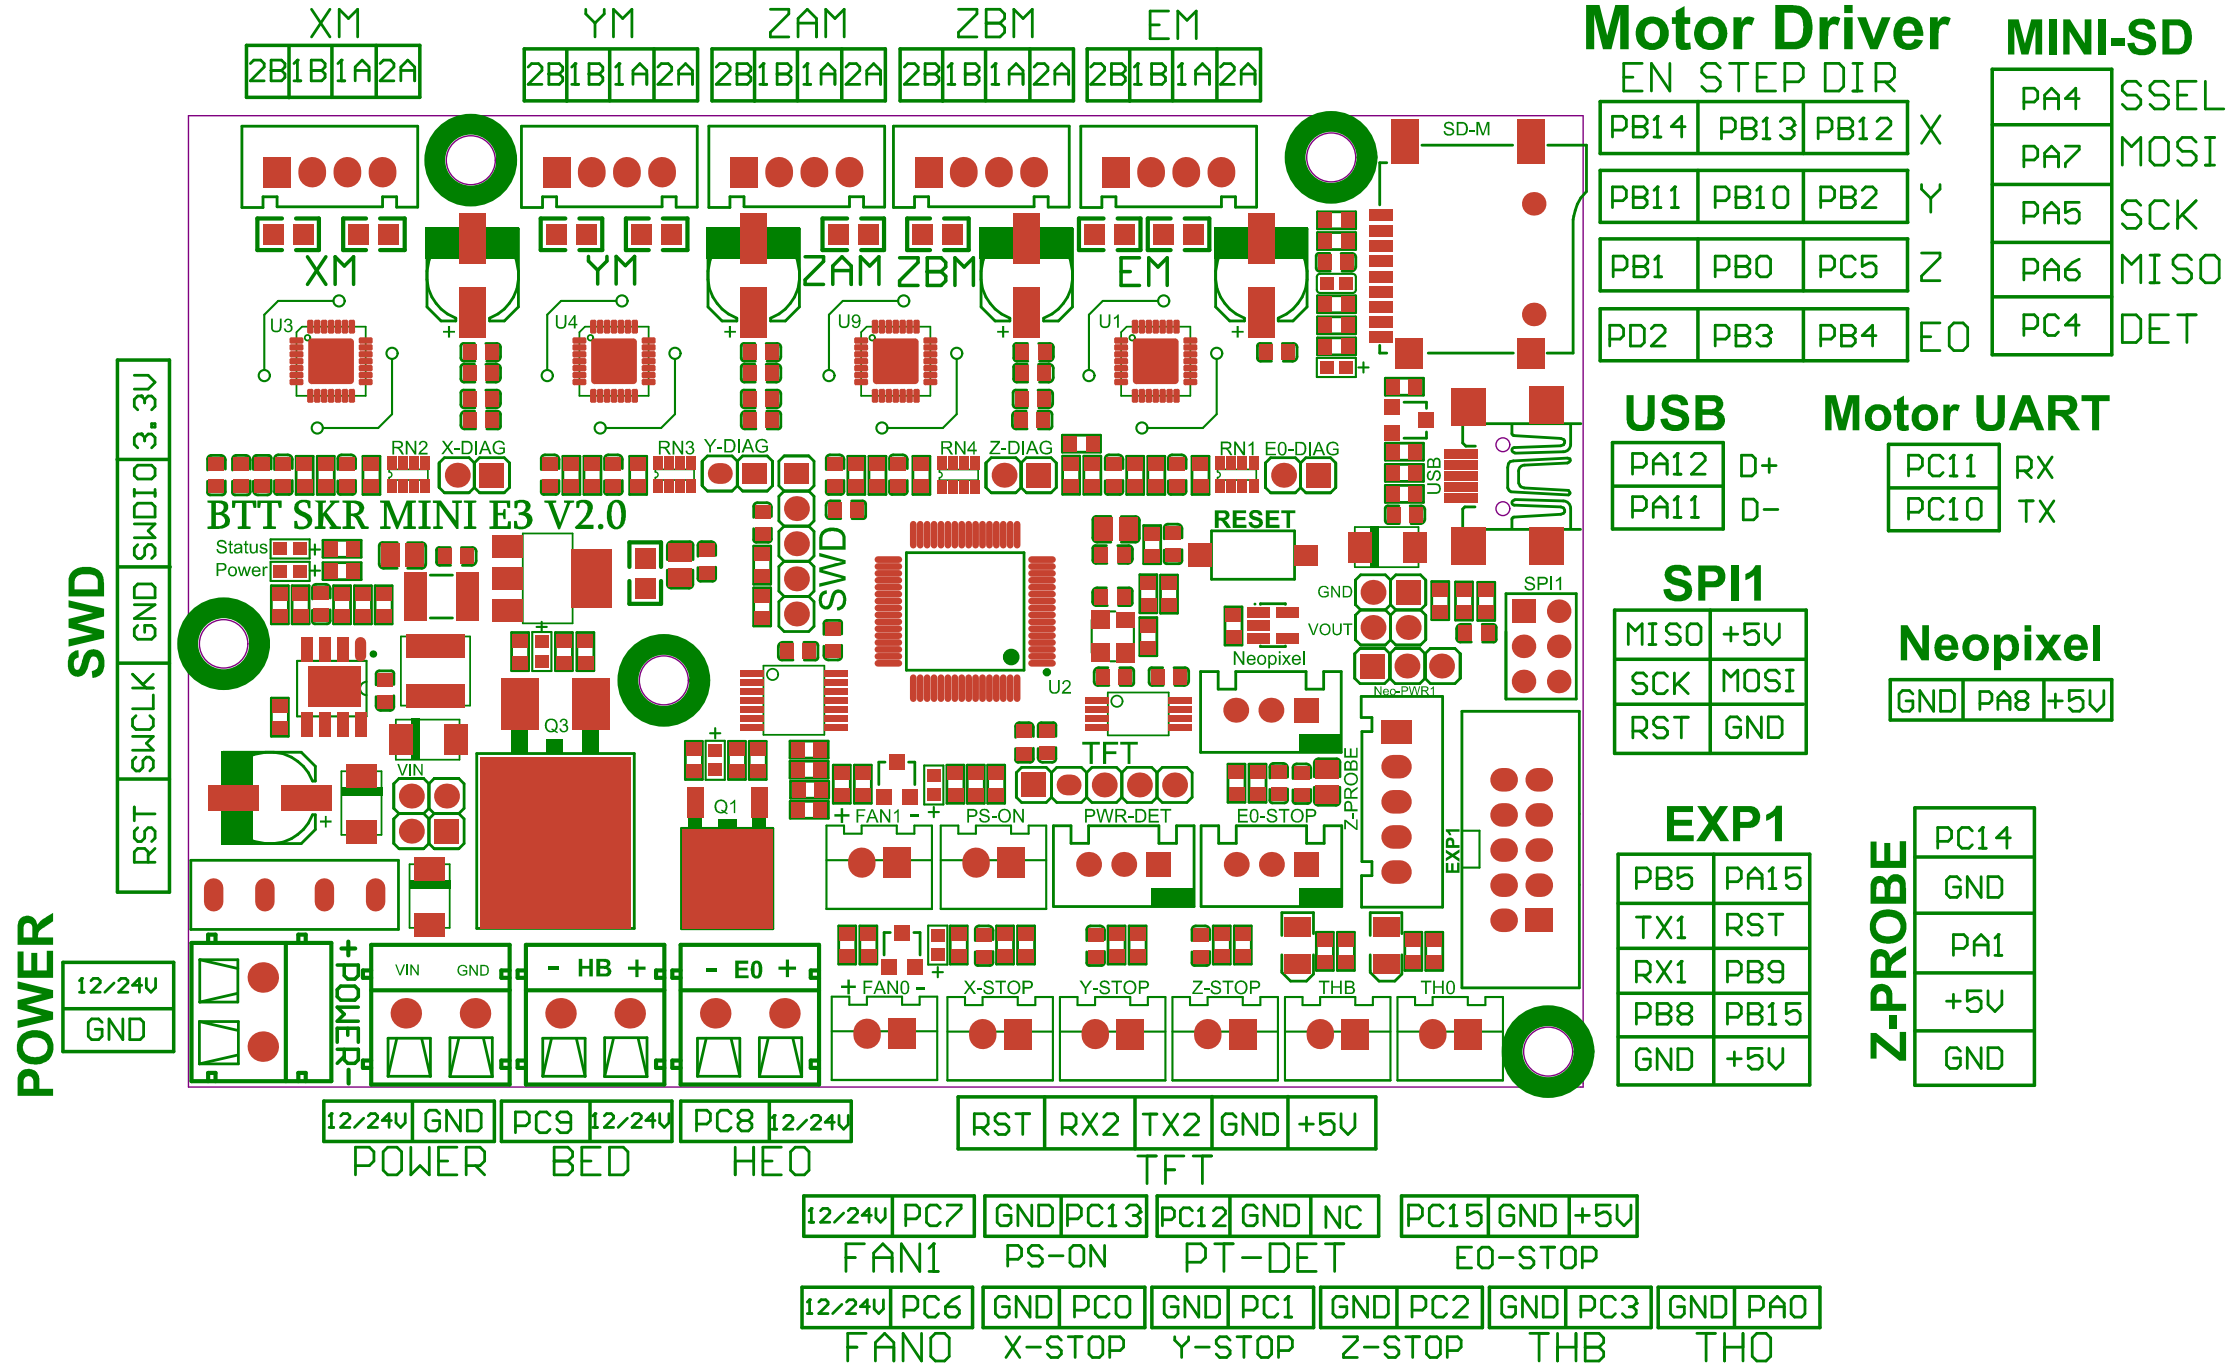 XM YM ZAM ZBM EM
2B 1B 1A 2A 2B 1B 1A 2A 2B 1B 1A 2A 2B 1B 1A 2A 2B 1B 1A 2A
Motor Driver
EN STEP DIR
PB14 PB13 PB12 X
PB11 PB10 PB2 Y
PB1 PB0 PC5 Z
PD2 PB3 PB4 E0
MINI-SD
PA4 SSEL
PA7 MOSI
PA5 SCK
PA6 MISO
PC4 DET
SD-M
XM YM ZAM ZBM EM
+ + + +
U3 U4 U9 U1
+
RN2 X-DIAG RN3 Y-DIAG RN4 Z-DIAG RN1 E0-DIAG
USB
BTT SKR MINI E3 V2.0
Status +
Power +
SWD
RESET
U2
GND
VOUT
SPI1
Neopixel
Neo-PWR1
+
Q3
+
VIN
Q1
TFT
Z-PROBE
EXP1
+
+ FAN1 - + PS-ON PWR-DET E0-STOP
+POWER-
VIN GND
- HB +
- E0 +
+
+ FAN0 - X-STOP Y-STOP Z-STOP THB TH0
SWD
3.3V
SWDIO
GND
SWCLK
RST
POWER
12/24V
GND
USB
PA12 D+
PA11 D-
Motor UART
PC11 RX
PC10 TX
SPI1
MISO +5V
SCK MOSI
RST GND
Neopixel
GND PA8 +5V
EXP1
PB5 PA15
TX1 RST
RX1 PB9
PB8 PB15
GND +5V
Z-PROBE
PC14
GND
PA1
+5V
GND
12/24V GND
POWER
PC9 12/24V
BED
PC8 12/24V
HE0
RST RX2 TX2 GND +5V
TFT
12/24V PC7
FAN1
GND PC13
PS-ON
PC12 GND NC
PT-DET
PC15 GND +5V
E0-STOP
12/24V PC6
FAN0
GND PC0
X-STOP
GND PC1
Y-STOP
GND PC2
Z-STOP
GND PC3
THB
GND PA0
TH0